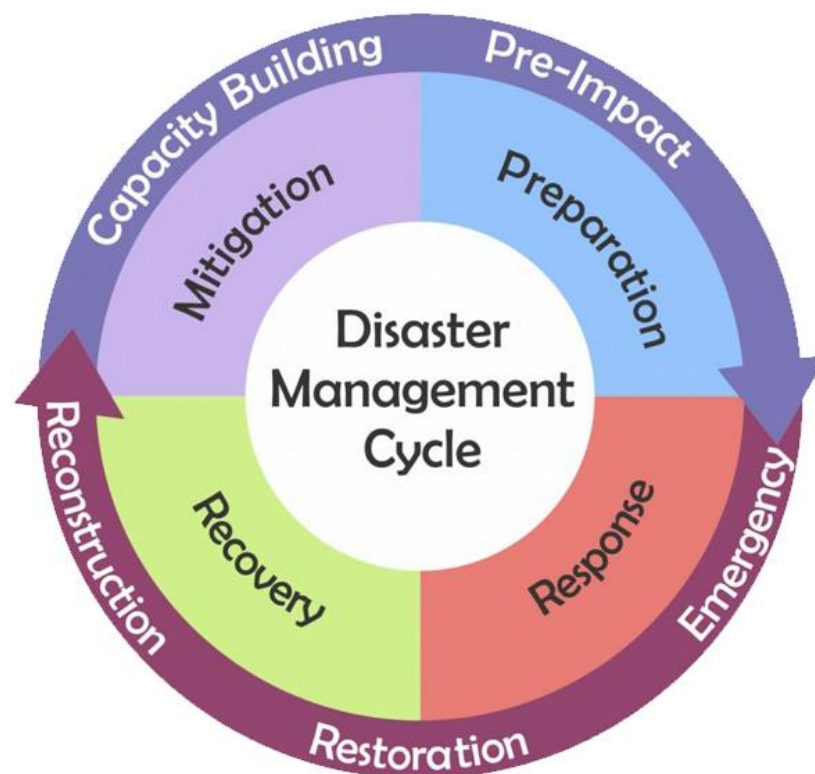 Capacity Building
Pre-Impact
Mitigation
Preparation
Disaster
Management
Cycle
Recovery
Response
Reconstruction
Emergency
Restoration